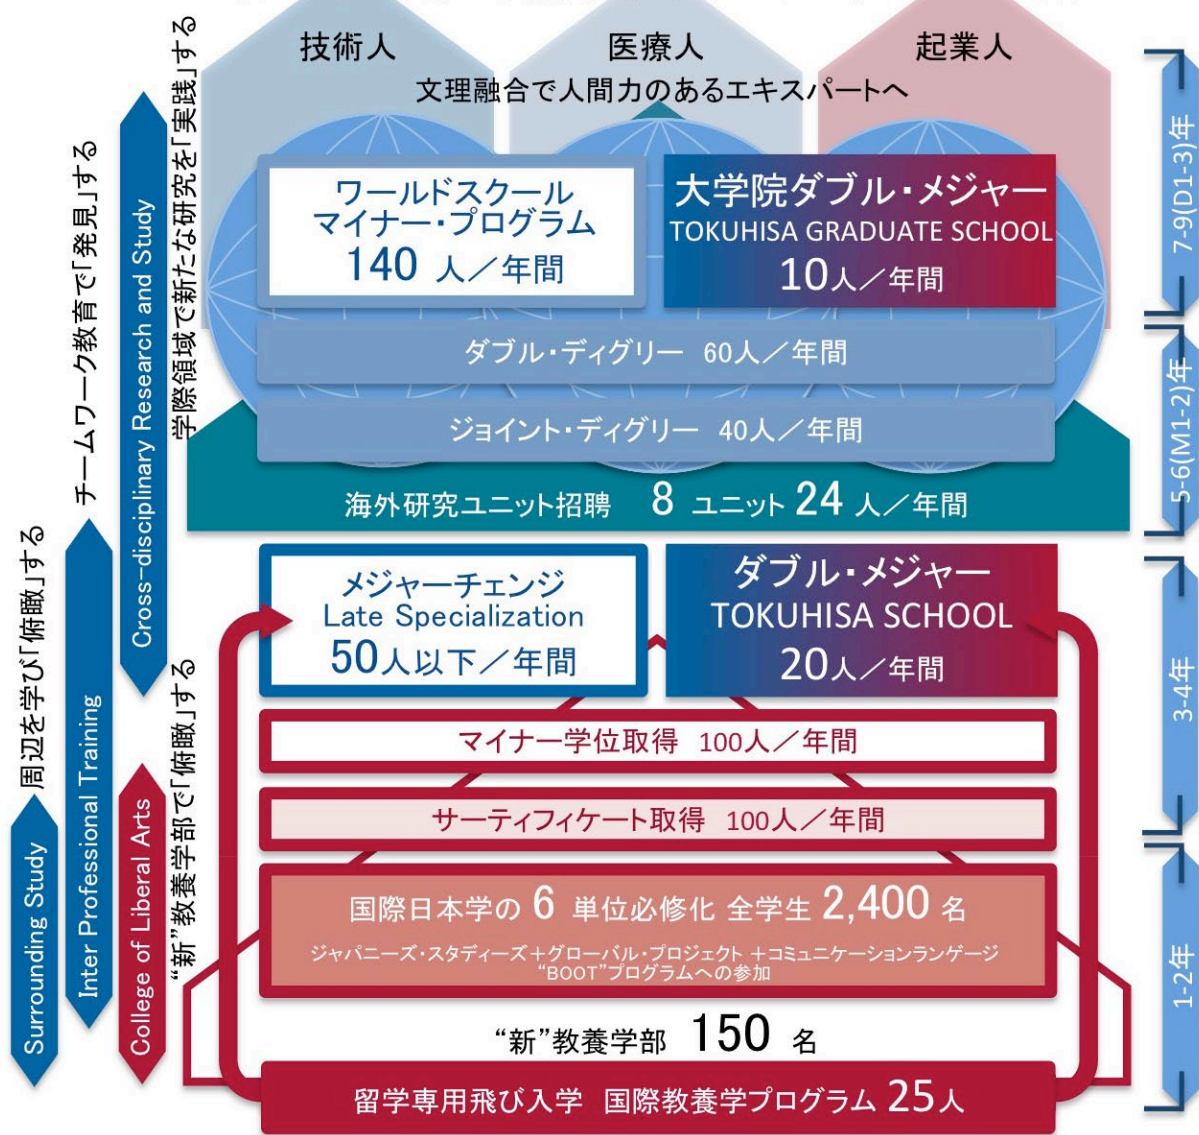 技術人
医療人
起業人
文理融合で人間力のあるエキスパートへ
ワールドスクール
マイナー・プログラム
140 人／年間
大学院ダブル・メジャー
TOKUHISA GRADUATE SCHOOL
10人／年間
ダブル・ディグリー 60人／年間
ジョイント・ディグリー 40人／年間
海外研究ユニット招聘 8 ユニット 24 人／年間
メジャーチェンジ
Late Specialization
50人以下／年間
ダブル・メジャー
TOKUHISA SCHOOL
20人／年間
マイナー学位取得 100人／年間
サーティフィケート取得 100人／年間
国際日本学の 6 単位必修化 全学生 2,400 名
ジャパニーズ・スタディーズ＋グローバル・プロジェクト＋コミュニケーションランゲージ
“BOOT”プログラムへの参加
“新”教養学部 150 名
留学専用飛び入学 国際教養学プログラム 25人
Surrounding Study
周辺を学び「俯瞰」する
Inter Professional Training
チームワーク教育で「発見」する
College of Liberal Arts
“新”教養学部で「俯瞰」する
Cross-disciplinary Research and Study
学際領域で新たな研究を「実践」する
7-9(D1-3)年
5-6(M1-2)年
3-4年
1-2年